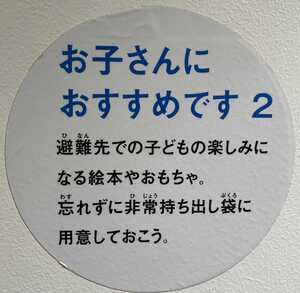 お子さんに
おすすめです 2
避難先での子どもの楽しみに
なる絵本やおもちゃ。
忘れずに非常持ち出し袋に
用意しておこう。